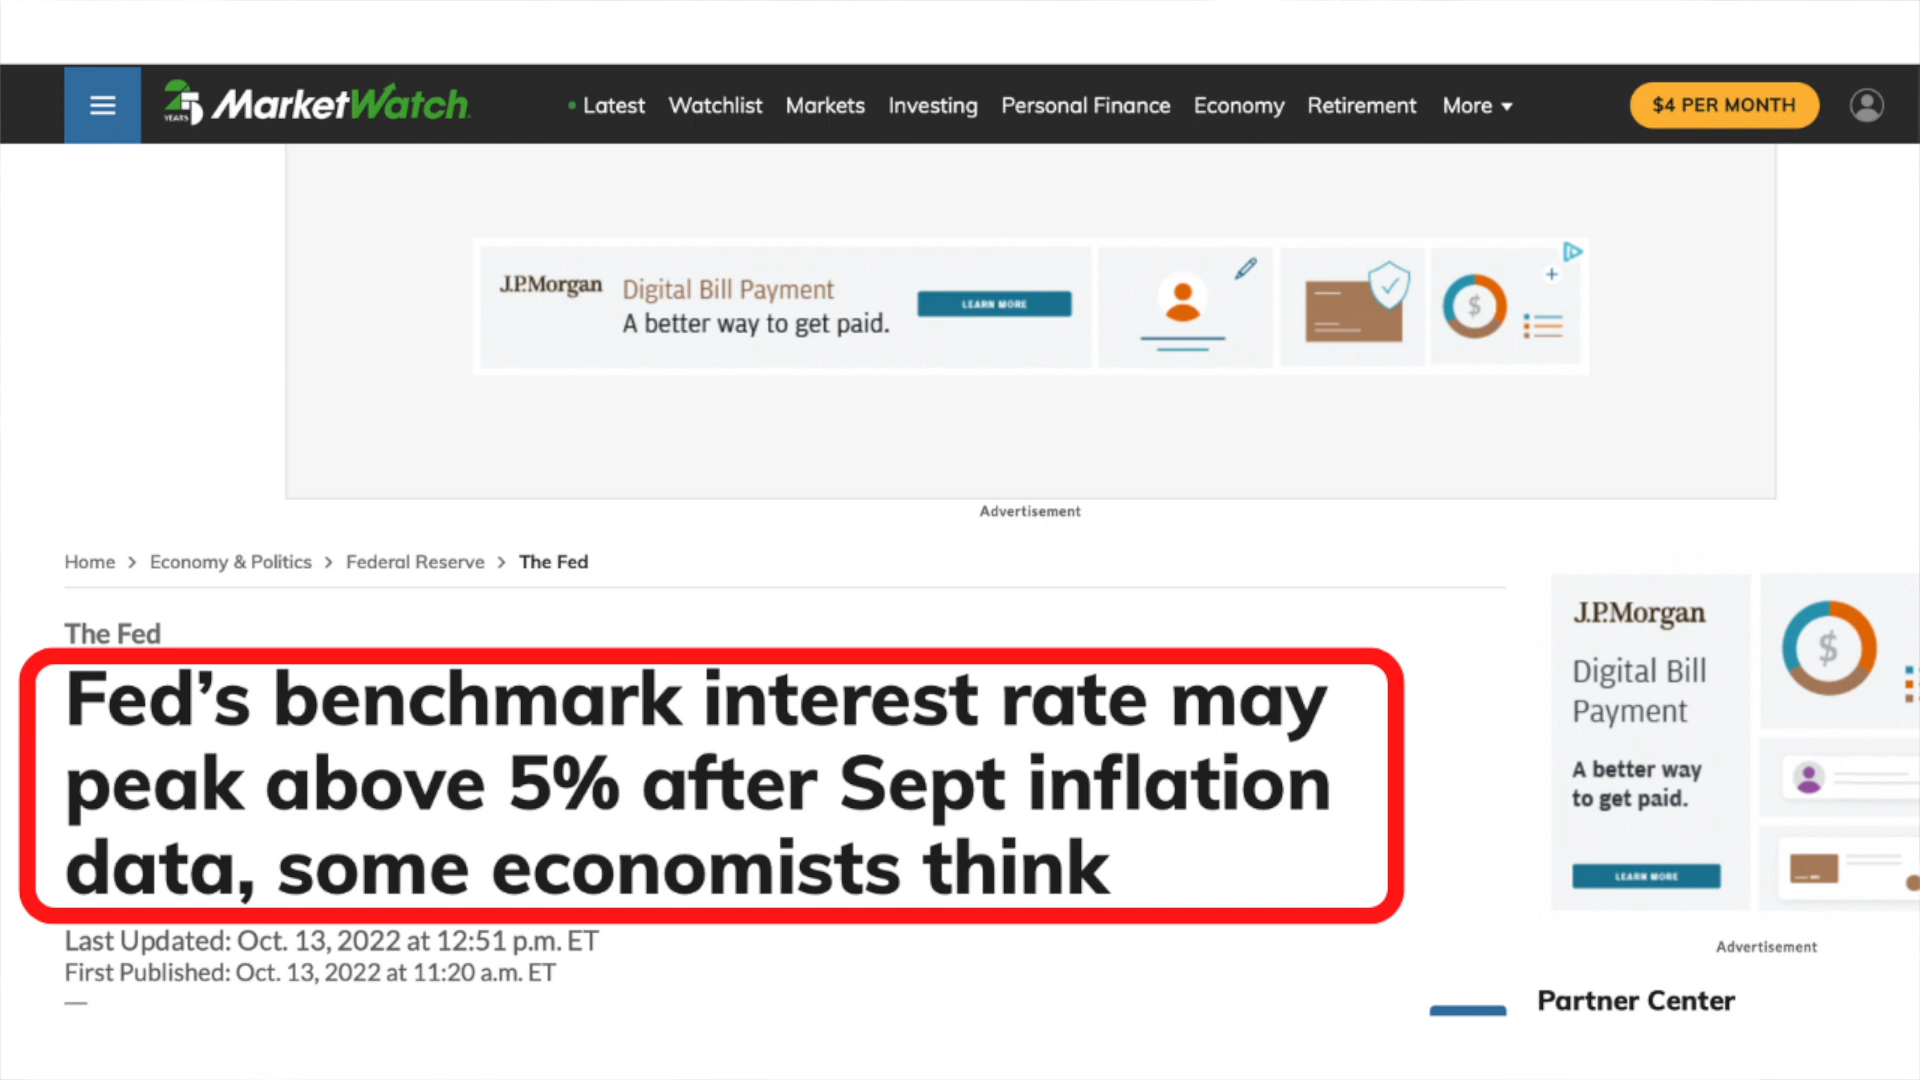 25 YEARS MarketWatch
Latest Watchlist Markets Investing Personal Finance Economy Retirement More
$4 PER MONTH
J.P.Morgan
Digital Bill Payment
A better way to get paid.
LEARN MORE
$
Advertisement
Home > Economy & Politics > Federal Reserve > The Fed
The Fed
Fed’s benchmark interest rate may
peak above 5% after Sept inflation
data, some economists think
Last Updated: Oct. 13, 2022 at 12:51 p.m. ET
First Published: Oct. 13, 2022 at 11:20 a.m. ET
J.P.Morgan
Digital Bill
Payment
A better way
to get paid.
LEARN MORE
$
Advertisement
Partner Center